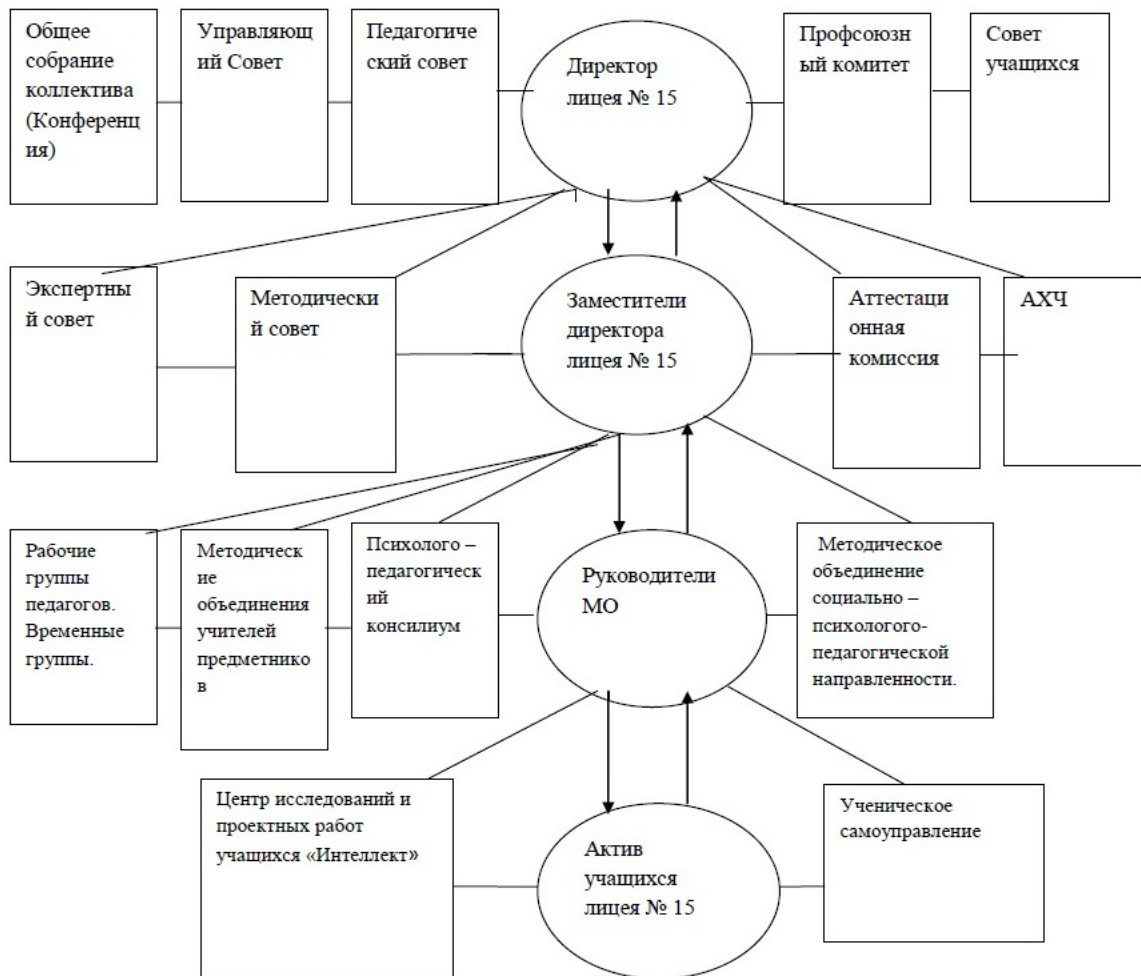 Общее
собрание
коллектива
(Конференц
ия)
Управляющ
ий Совет
Педагогиче
ский совет
Директор
лицея № 15
Профсоюзн
ый комитет
Совет
учащихся
Экспертны
й совет
Методически
й совет
Заместители
директора
лицея № 15
Аттестаци
онная
комиссия
АХЧ
Рабочие
группы
педагогов.
Временные
группы.
Методическ
ие
объединения
учителей
предметнико
в
Психолого –
педагогическ
ий
консилиум
Руководители
МО
Методическое
объединение
социально –
психологого-
педагогической
направленности.
Центр исследований и
проектных работ
учащихся «Интеллект»
Актив
учащихся
лицея № 15
Ученическое
самоуправление